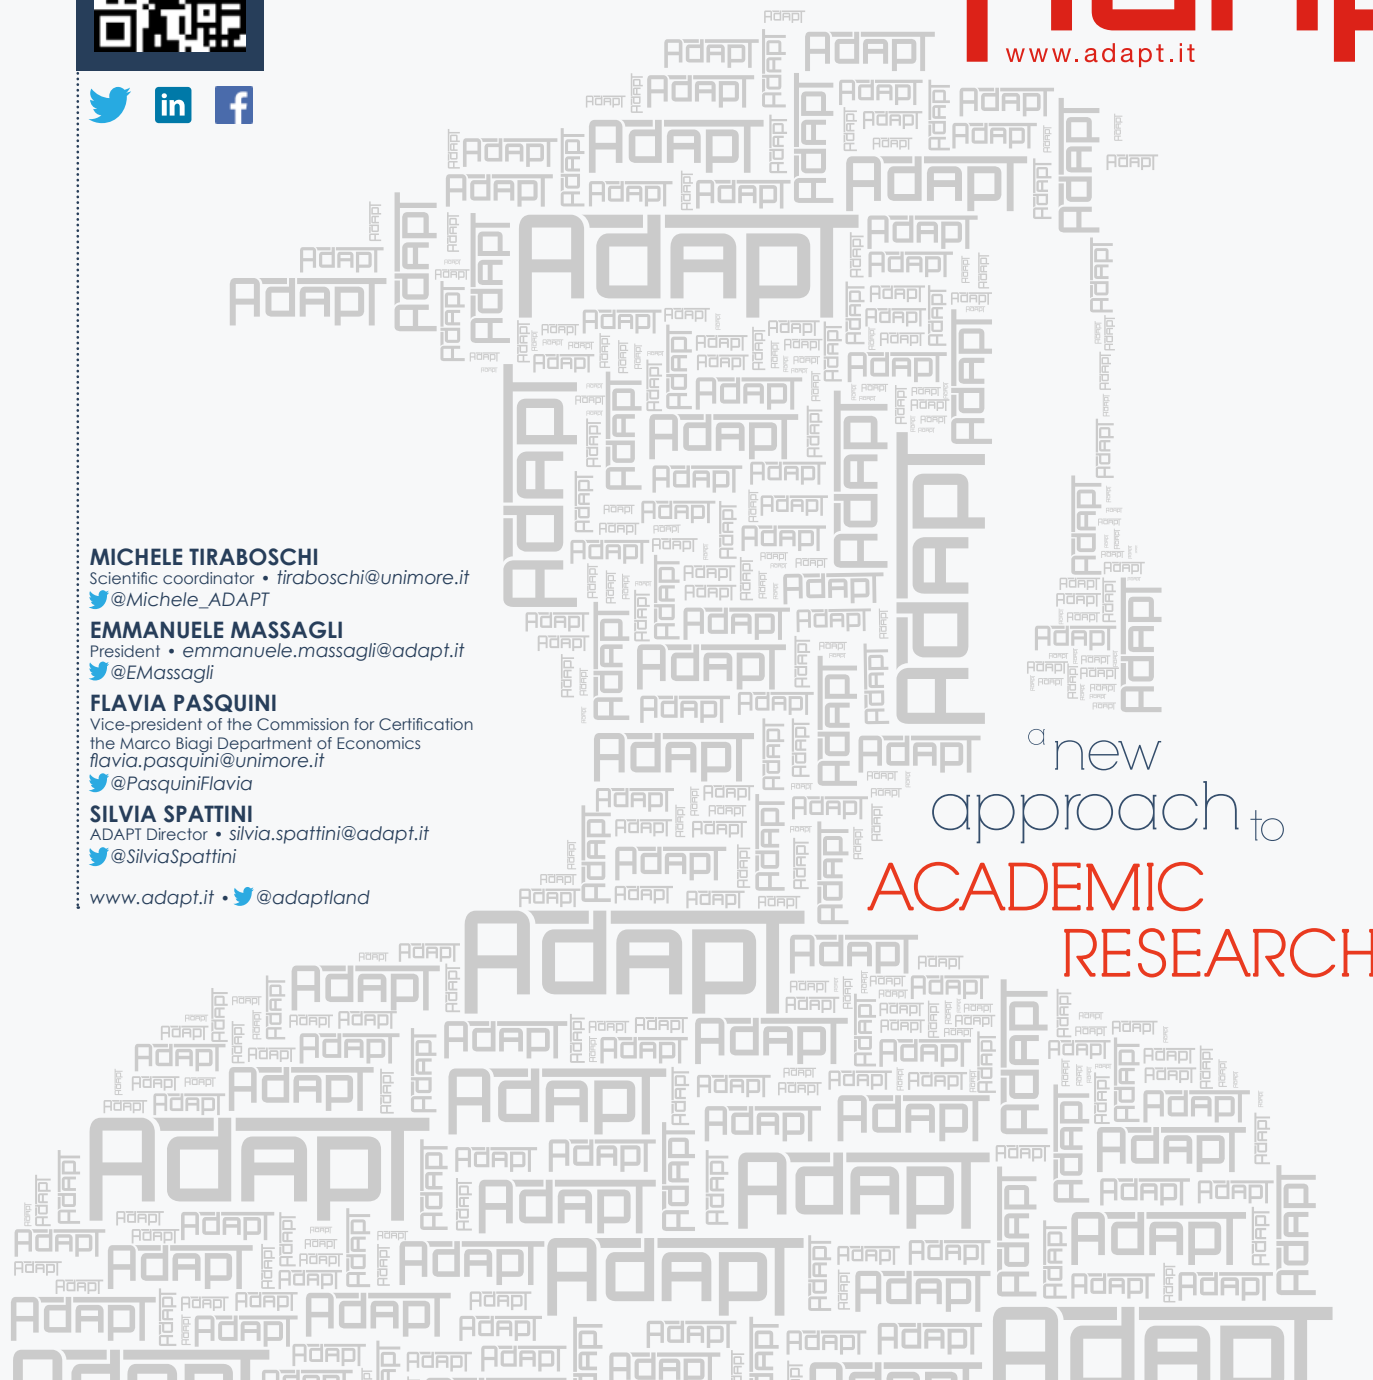 www.adapt.it
MICHELE TIRABOSCHI
Scientific coordinator • tiraboschi@unimore.it
@Michele_ADAPT
EMMANUELE MASSAGLI
President • emmanuele.massagli@adapt.it
@EMassagli
FLAVIA PASQUINI
Vice-president of the Commission for Certification
the Marco Biagi Department of Economics
flavia.pasquini@unimore.it
@PasquiniFlavia
SILVIA SPATTINI
ADAPT Director • silvia.spattini@adapt.it
@SilviaSpattini
www.adapt.it • @adaptland
a new
approach to
ACADEMIC
RESEARCH
Adapt